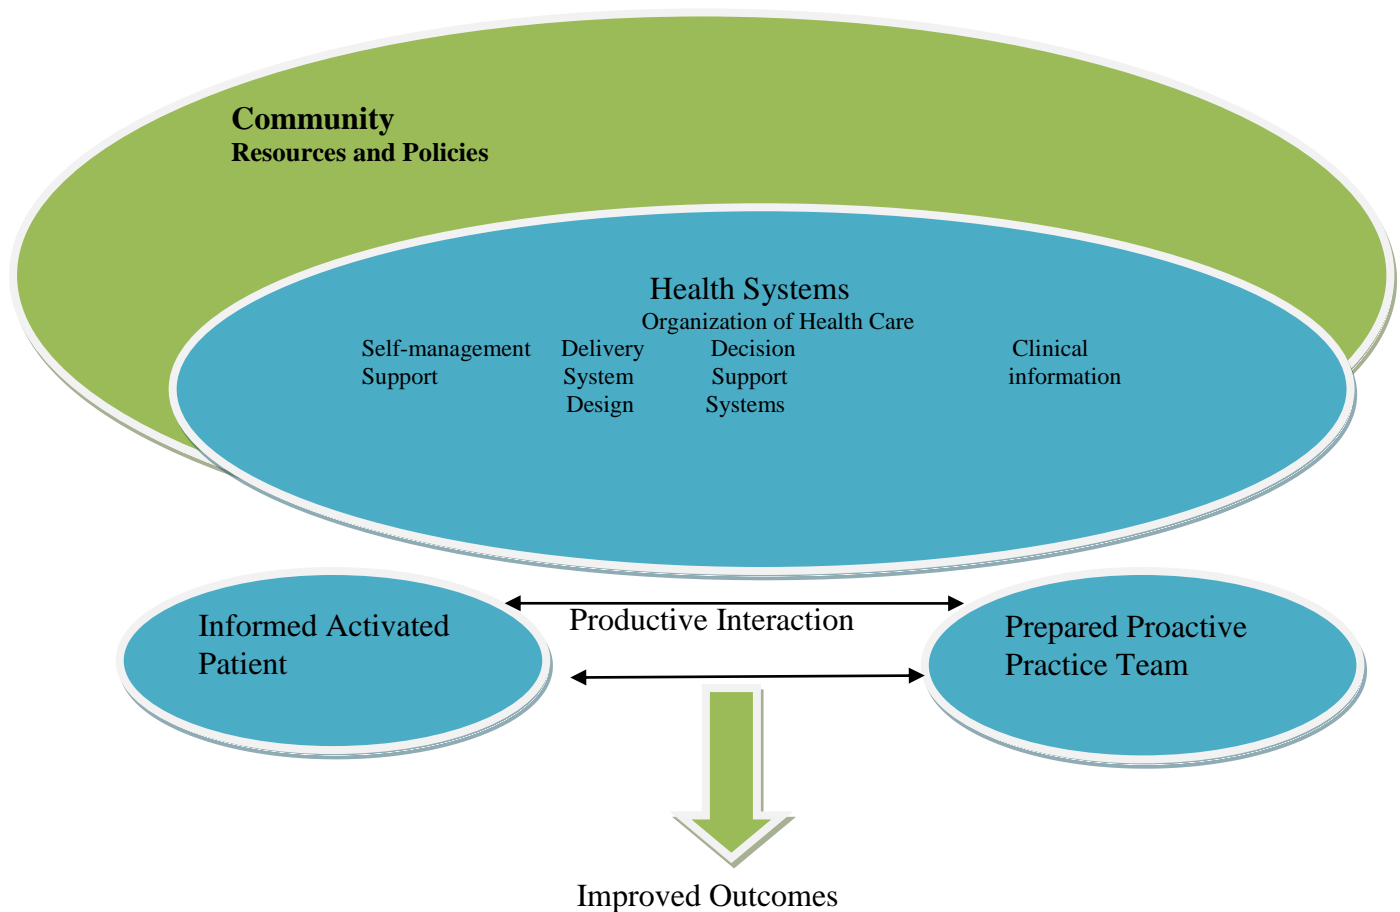 Community
Resources and Policies
Health Systems
Organization of Health Care
Self-management Delivery Decision Clinical
Support System Support information
Design Systems
Informed Activated
Patient
Productive Interaction
Prepared Proactive
Practice Team
Improved Outcomes